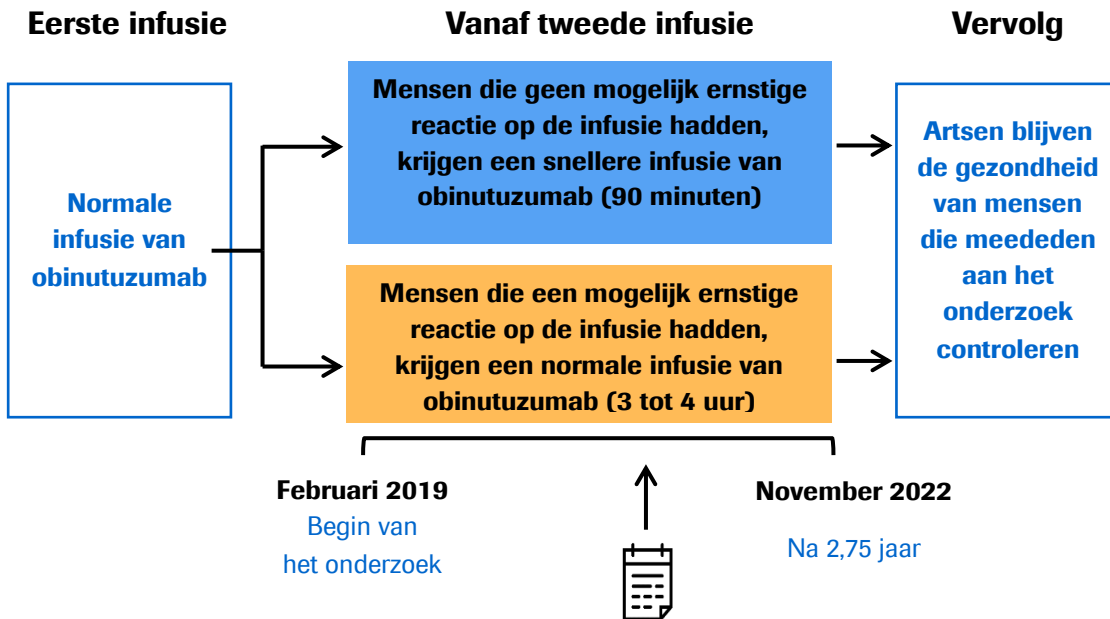 Eerste infusie
Vanaf tweede infusie
Vervolg
Normale
infusie van
obinutuzumab
Mensen die geen mogelijk ernstige
reactie op de infusie hadden,
krijgen een snellere infusie van
obinutuzumab (90 minuten)
Mensen die een mogelijk ernstige
reactie op de infusie hadden,
krijgen een normale infusie van
obinutuzumab (3 tot 4 uur)
Artsen blijven
de gezondheid
van mensen
die meededen
aan het
onderzoek
controleren
Februari 2019
Begin van
het onderzoek
November 2022
Na 2,75 jaar